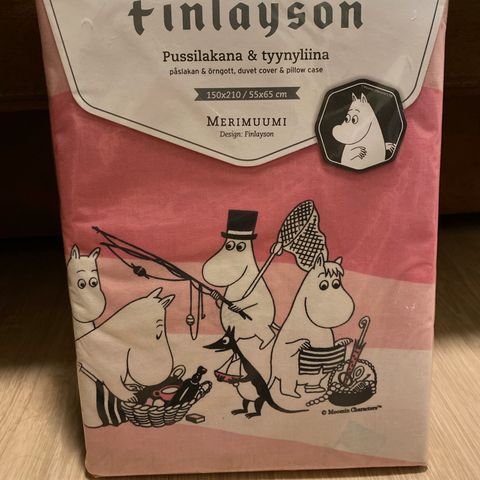 Finlayson
Pussilakana & tyynyliina
påslakan & örngott, duvet cover & pillow case
150x210 / 55x65 cm
MERIMUUMI
Design: Finlayson
© Moomin Characters™